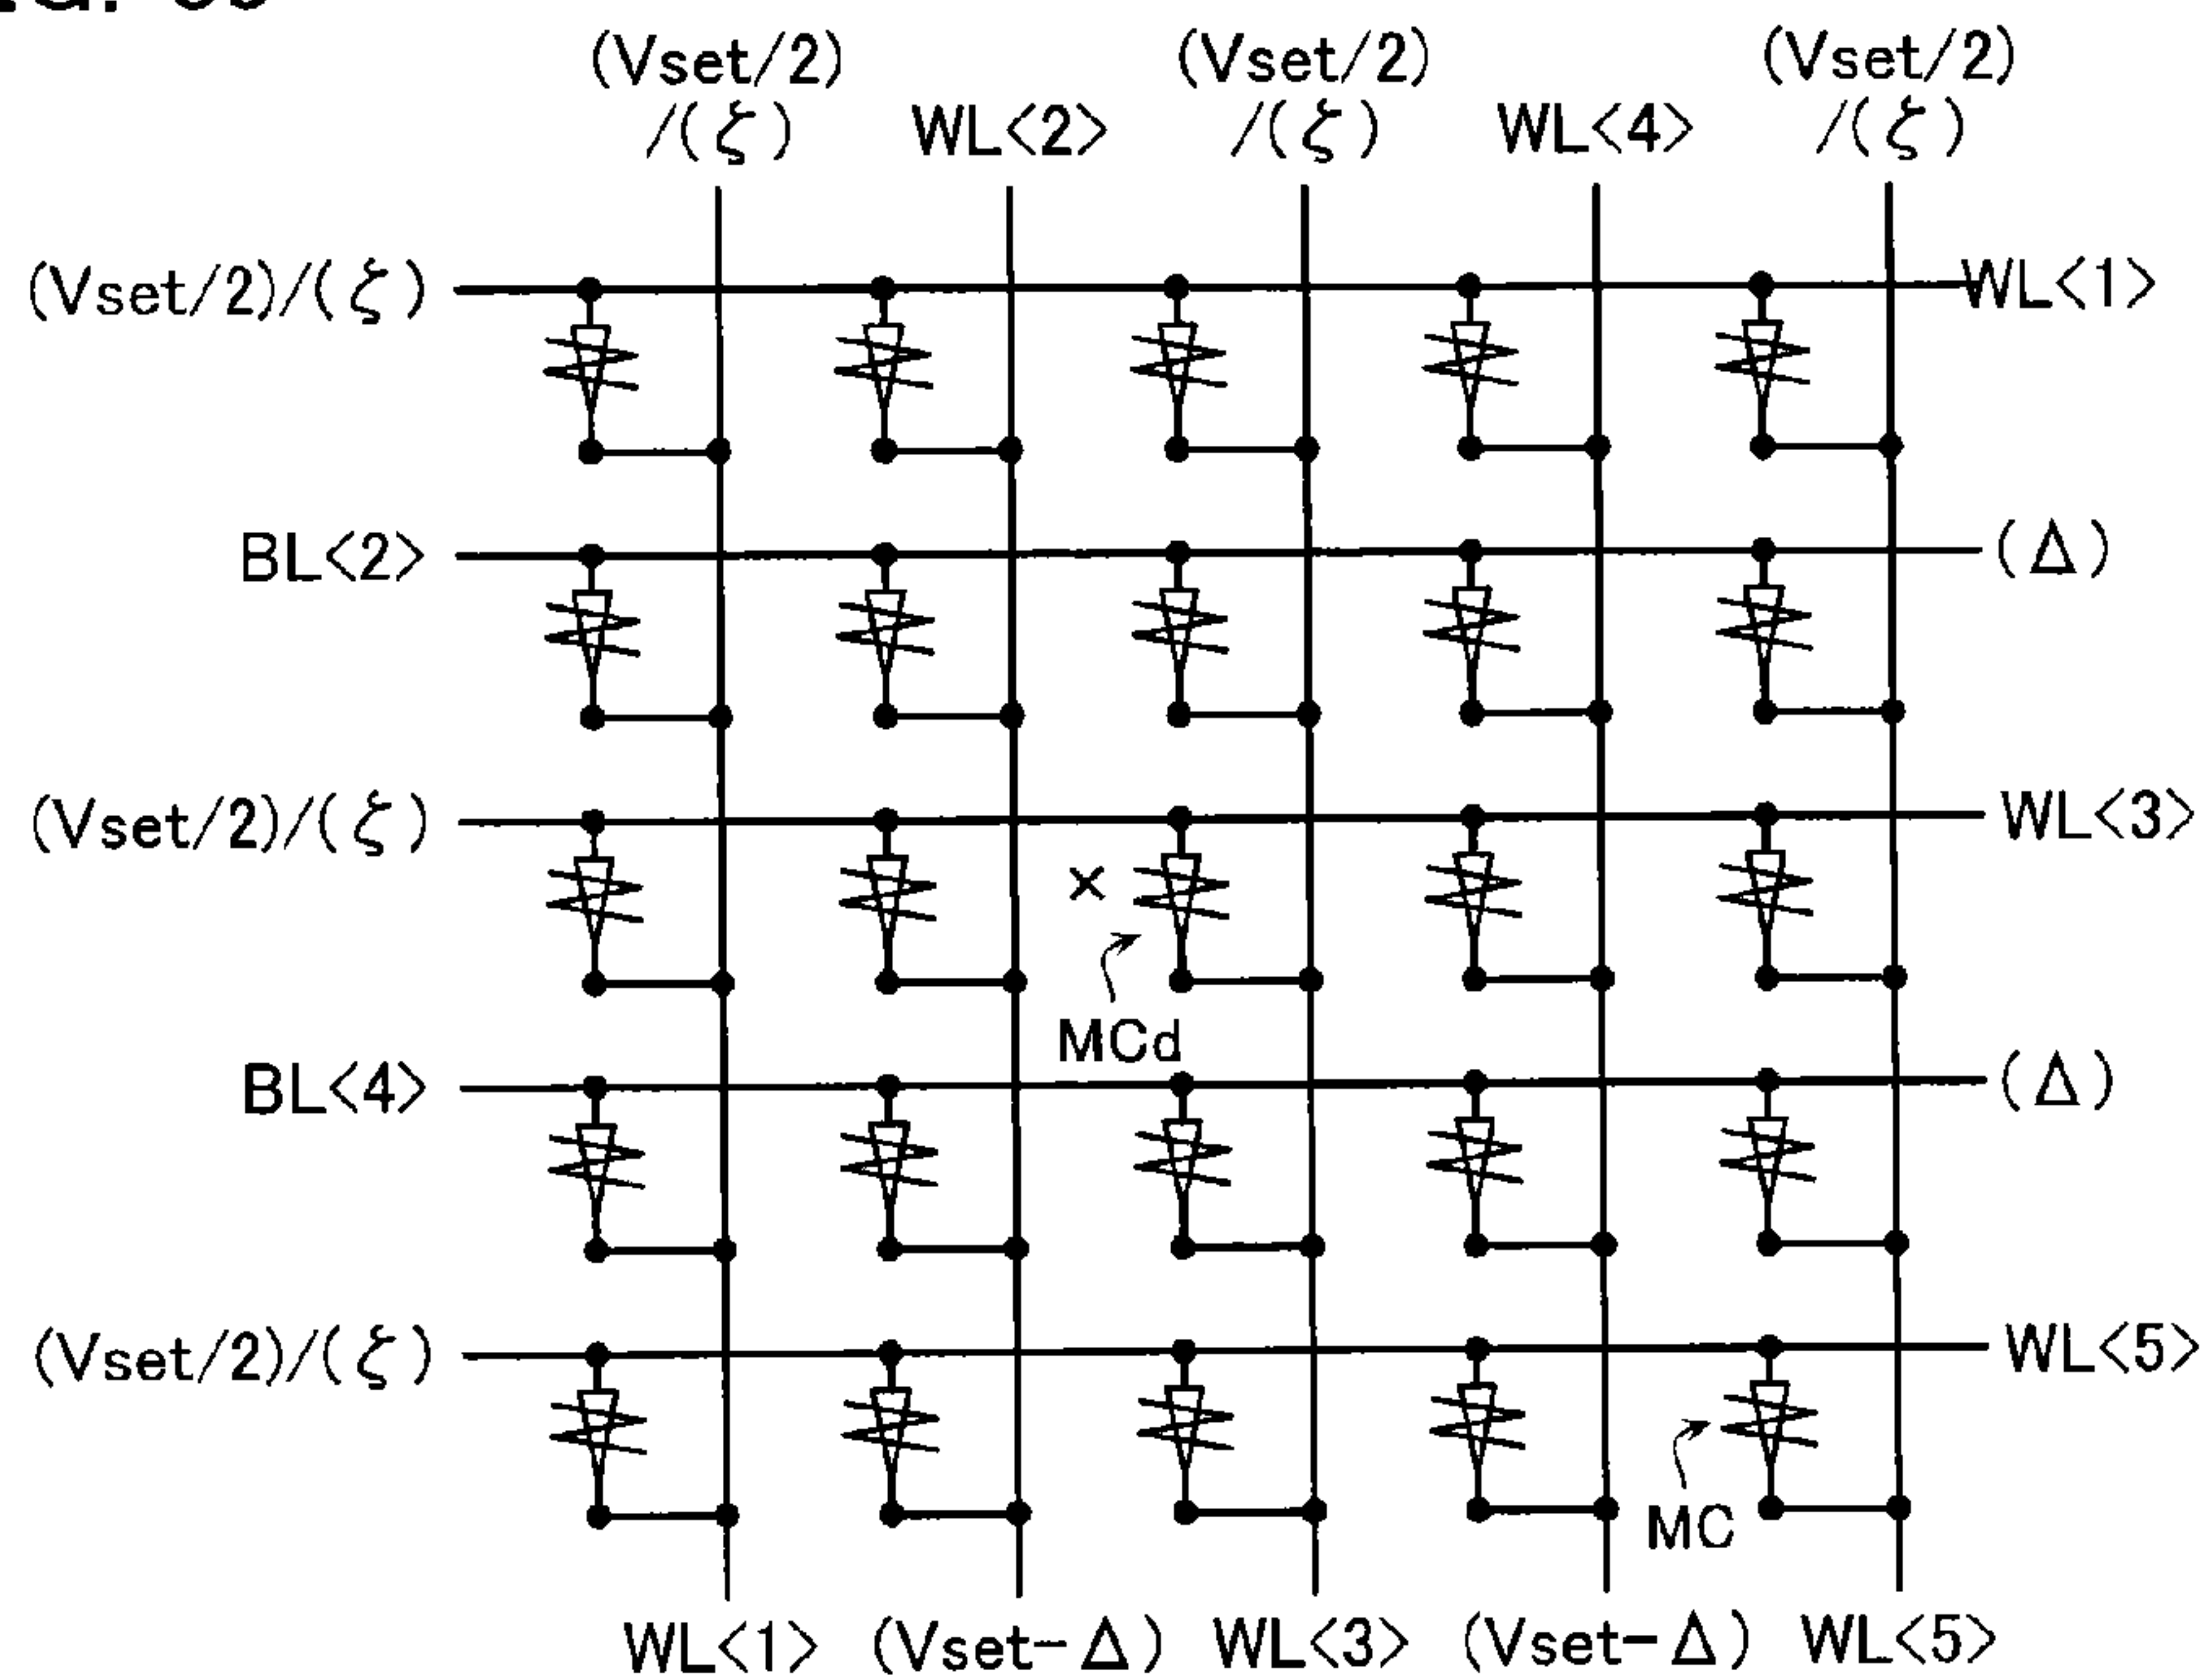 (Vset/2) (Vset/2) (Vset/2)
/(ζ) WL<2> /(ζ) WL<4> /(ζ)
(Vset/2)/(ζ) WL<1>
BL<2> (Δ)
(Vset/2)/(ζ) WL<3>
×
MCd
BL<4> (Δ)
(Vset/2)/(ζ) WL<5>
MC
WL<1> (Vset-Δ) WL<3> (Vset-Δ) WL<5>